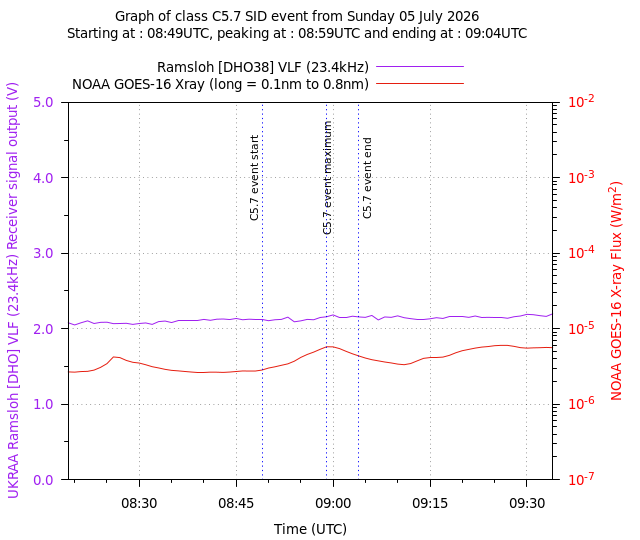 Graph of class C5.7 SID event from Sunday 05 July 2026
Starting at : 08:49UTC, peaking at : 08:59UTC and ending at : 09:04UTC
Ramsloh [DHO38] VLF (23.4kHz)
NOAA GOES-16 Xray (long = 0.1nm to 0.8nm)
UKRAA Ramsloh [DHO] VLF (23.4kHz) Receiver signal output (V)
5.0
4.0
3.0
2.0
1.0
0.0
C5.7 event start
C5.7 event maximum
C5.7 event end
10⁻²
10⁻³
10⁻⁴
10⁻⁵
10⁻⁶
10⁻⁷
NOAA GOES-16 X-ray Flux (W/m²)
08:30 08:45 09:00 09:15 09:30
Time (UTC)